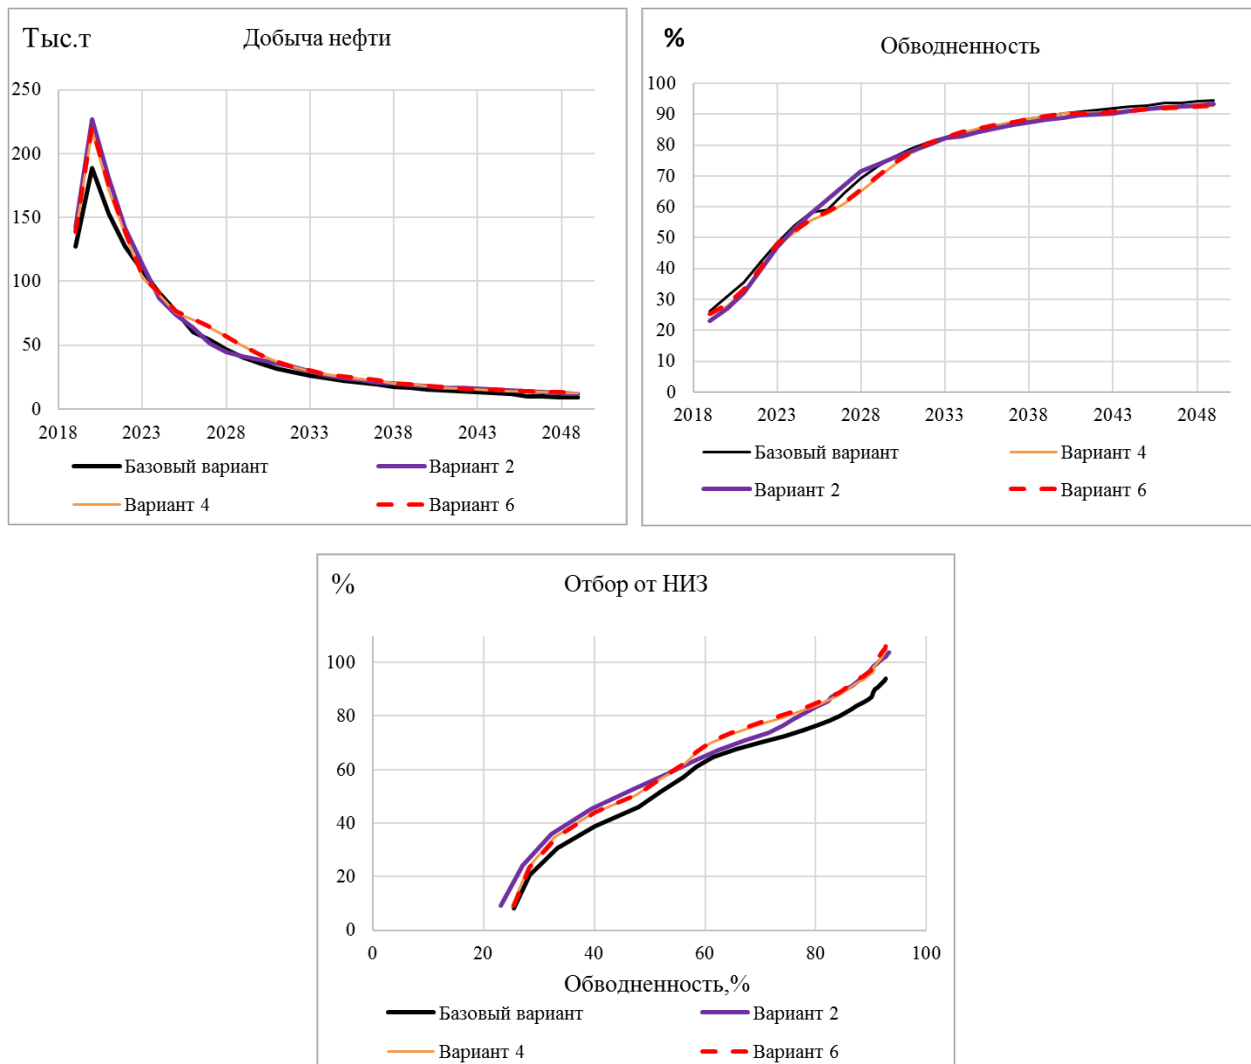 Тыс.т
Добыча нефти
250
200
150
100
50
0
2018 2023 2028 2033 2038 2043 2048
Базовый вариант Вариант 2
Вариант 4 Вариант 6
%
Обводненность
100
90
80
70
60
50
40
30
20
10
0
2018 2023 2028 2033 2038 2043 2048
Базовый вариант Вариант 4
Вариант 2 Вариант 6
%
Отбор от НИЗ
100
80
60
40
20
0
0 20 40 60 80 100
Обводненность,%
Базовый вариант Вариант 2
Вариант 4 Вариант 6